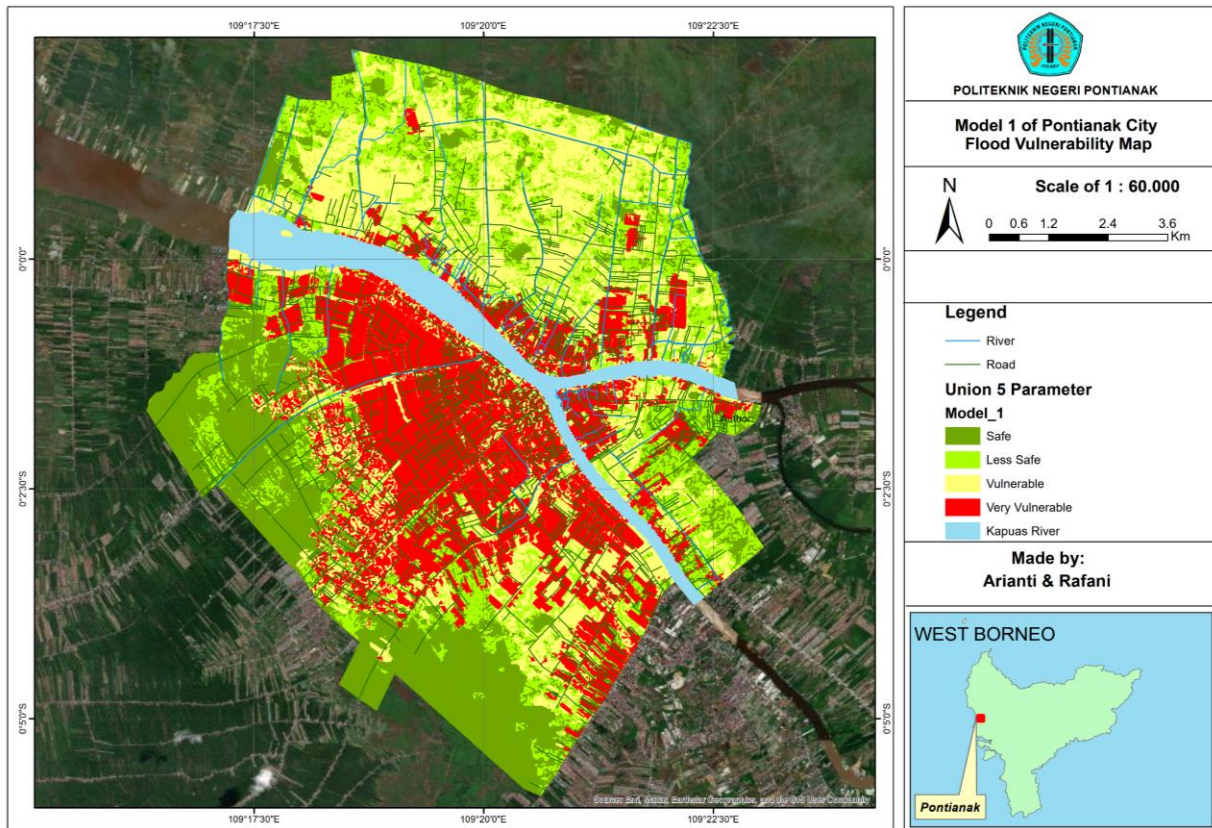 109°17'30"E 109°20'0"E 109°22'30"E
0°0'0" 0°0'0"
0°2'30"S 0°2'30"S
0°5'0"S 0°5'0"S
Author
Source: Esri, Maxar, Earthstar Geographics, and the GIS User Community
109°17'30"E 109°20'0"E 109°22'30"E
POLITEKNIK NEGERI PONTIANAK
POLITEKNIK NEGERI PONTIANAK
Model 1 of Pontianak City
Flood Vulnerability Map
N
Scale of 1 : 60.000
0 0.6 1.2 2.4 3.6
Km
Legend
River
Road
Union 5 Parameter
Model_1
Safe
Less Safe
Vulnerable
Very Vulnerable
Kapuas River
Made by:
Arianti & Rafani
WEST BORNEO
Pontianak